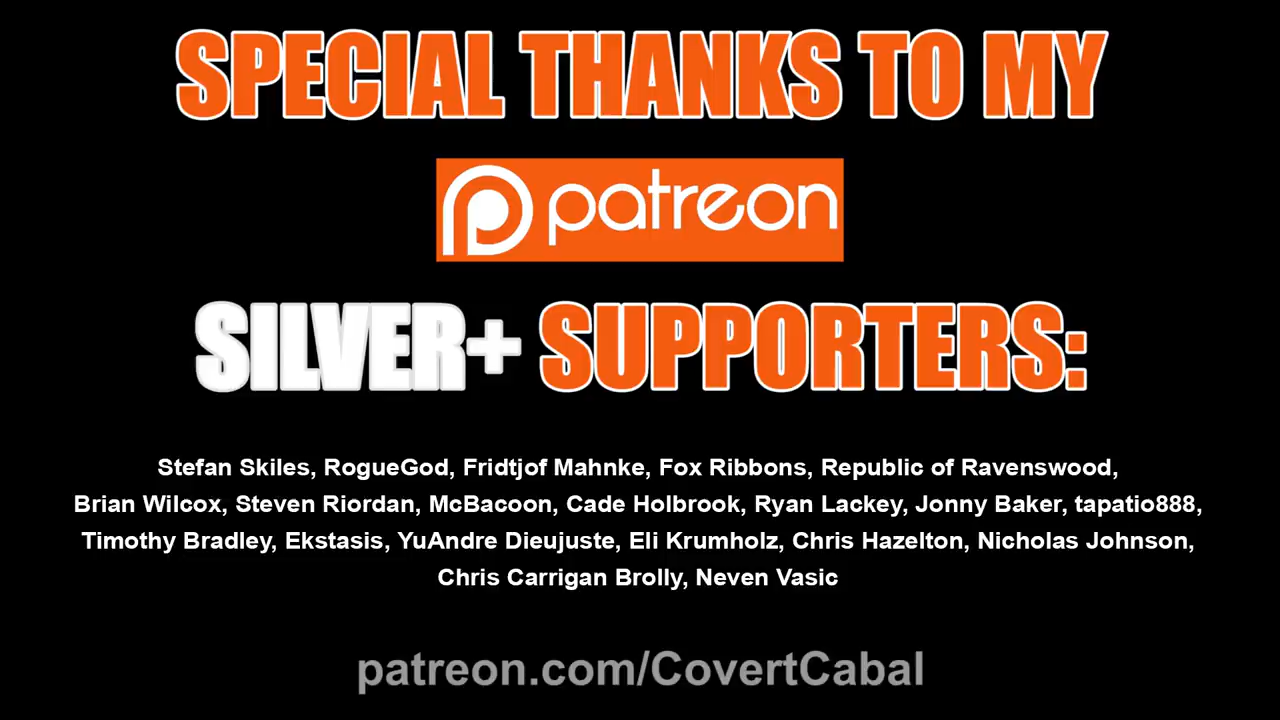 SPECIAL THANKS TO MY
patreon
SILVER+ SUPPORTERS:
Stefan Skiles, RogueGod, Fridtjof Mahnke, Fox Ribbons, Republic of Ravenswood,
Brian Wilcox, Steven Riordan, McBacoon, Cade Holbrook, Ryan Lackey, Jonny Baker, tapatio888,
Timothy Bradley, Ekstasis, YuAndre Dieujuste, Eli Krumholz, Chris Hazelton, Nicholas Johnson,
Chris Carrigan Brolly, Neven Vasic
patreon.com/CovertCabal